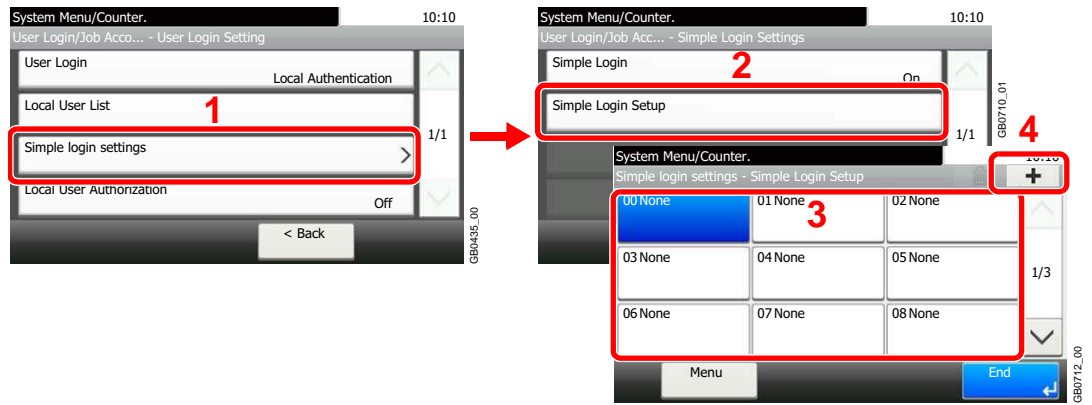 System Menu/Counter. 10:10
User Login/Job Acco... - User Login Setting
User Login
Local Authentication
Local User List
1
1/1
Simple login settings
Local User Authorization
Off
< Back
GB0435_00
System Menu/Counter. 10:10
User Login/Job Acc... - Simple Login Settings
Simple Login
2
On
Simple Login Setup
1/1
GB0710_01
4
System Menu/Counter. 10:10
Simple login settings - Simple Login Setup
+
00 None 01 None 02 None
3
03 None 04 None 05 None
1/3
06 None 07 None 08 None
Menu End
GB0712_00